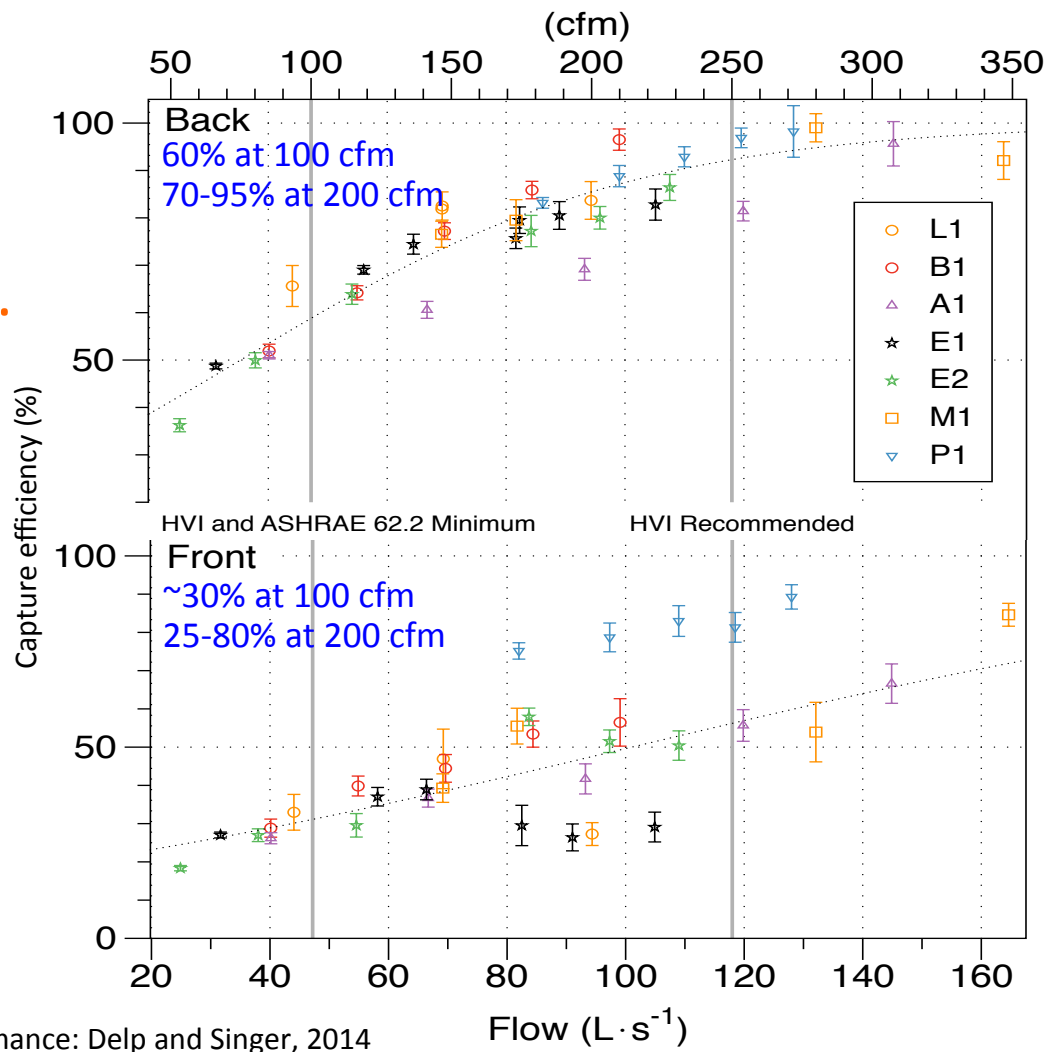 (cfm)
50 100 150 200 250 300 350
100
Back
60% at 100 cfm
70-95% at 200 cfm
50
L1
B1
A1
E1
E2
M1
P1
Capture efficiency (%)
HVI and ASHRAE 62.2 Minimum HVI Recommended
100
Front
~30% at 100 cfm
25-80% at 200 cfm
50
0
20 40 60 80 100 120 140 160
Flow (L·s⁻¹)
mance: Delp and Singer, 2014